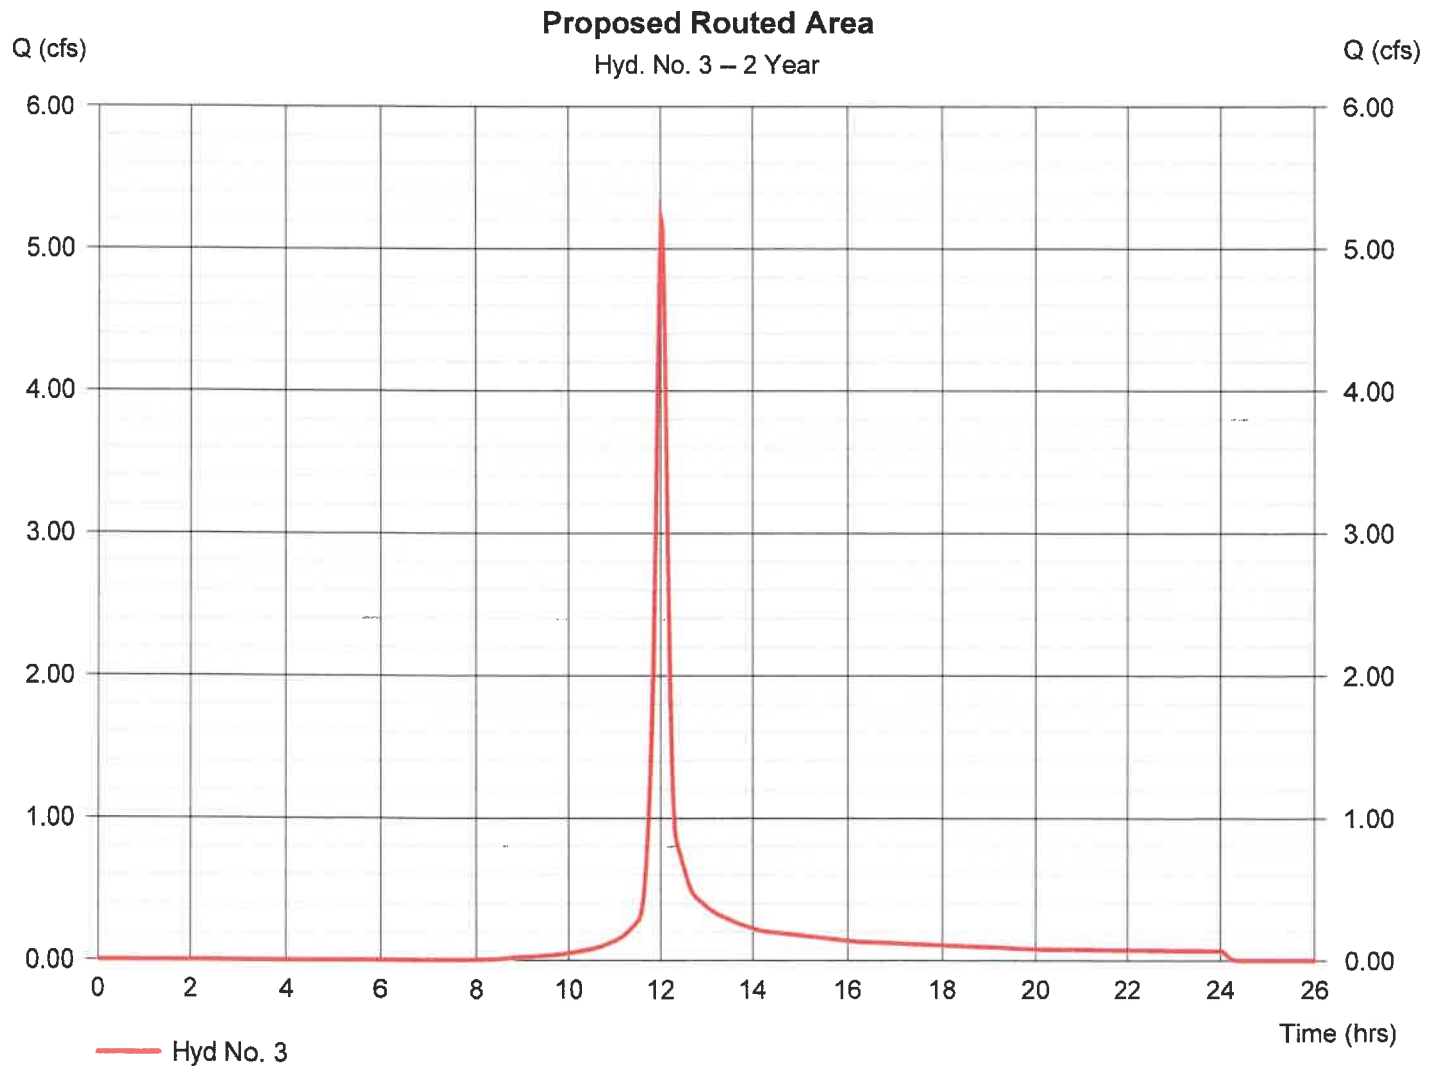 Proposed Routed Area
Q (cfs) Q (cfs)
Hyd. No. 3 -- 2 Year
6.00 6.00
5.00 5.00
4.00 4.00
3.00 3.00
2.00 2.00
1.00 1.00
0.00 0.00
0 2 4 6 8 10 12 14 16 18 20 22 24 26
Time (hrs)
Hyd No. 3